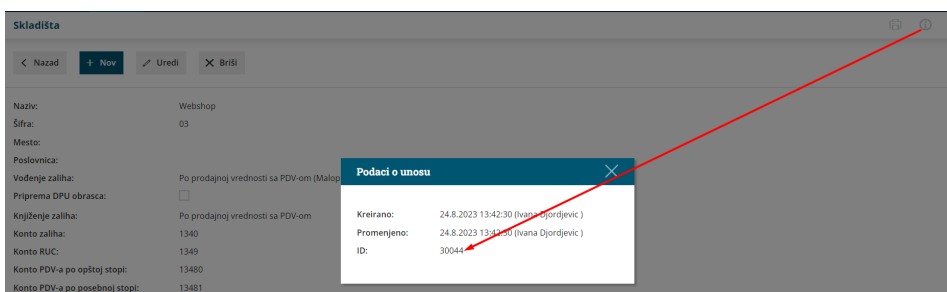 Skladišta
Nazad Nov Uredi Briši
Naziv: Webshop
Šifra: 03
Mesto:
Poslovnica:
Vođenje zaliha: Po prodajnoj vrednosti sa PDV-om (Malop
Priprema DPU obrasca:
Knjiženje zaliha: Po prodajnoj vrednosti sa PDV-om
Konto zaliha: 1340
Konto RUC: 1349
Konto PDV-a po opštoj stopi: 13480
Konto PDV-a po posebnoj stopi: 13481
Podaci o unosu
Kreirano: 24.8.2023 13:42:30 (Ivana Djordjevic )
Promenjeno: 24.8.2023 13:42:30 (Ivana Djordjevic )
ID: 30044